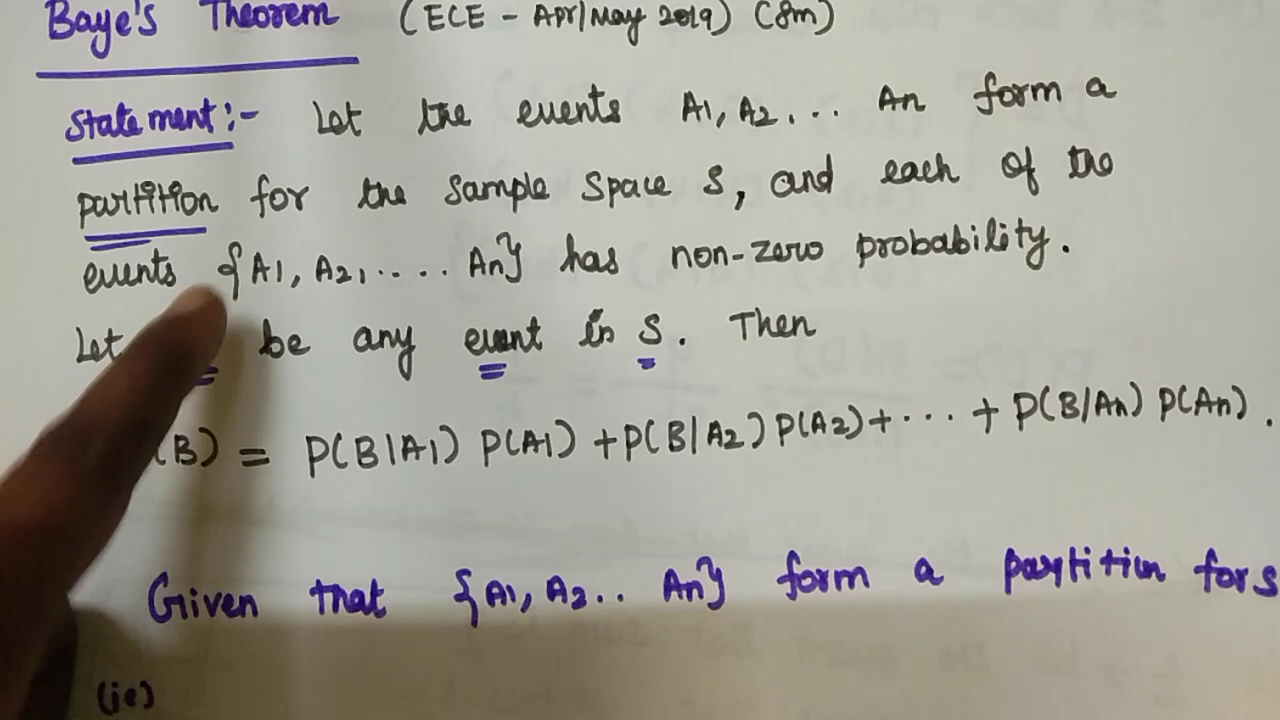 Baye's Theorem (ECE - Apr/May 2019) (8m)
Statement:- Let the events A1, A2, ... An form a
partition for the sample space S, and each of the
events {A1, A2, .... An} has non-zero probability.
Let be any event in S. Then
(B) = P(B|A1) P(A1) + P(B|A2) P(A2) + ... + P(B/An) P(An).
Given that {A1, A2.. An} form a partition for S
(ie)